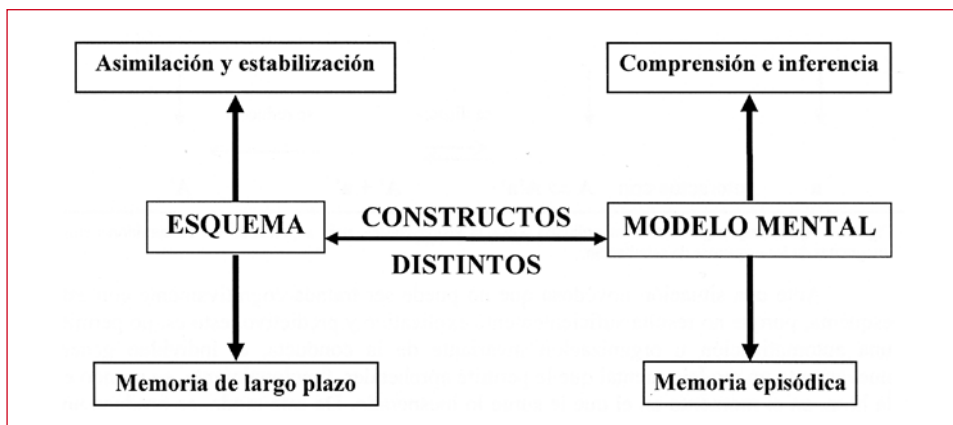 Asimilación y estabilización
Comprensión e inferencia
ESQUEMA
CONSTRUCTOS
DISTINTOS
MODELO MENTAL
Memoria de largo plazo
Memoria episódica